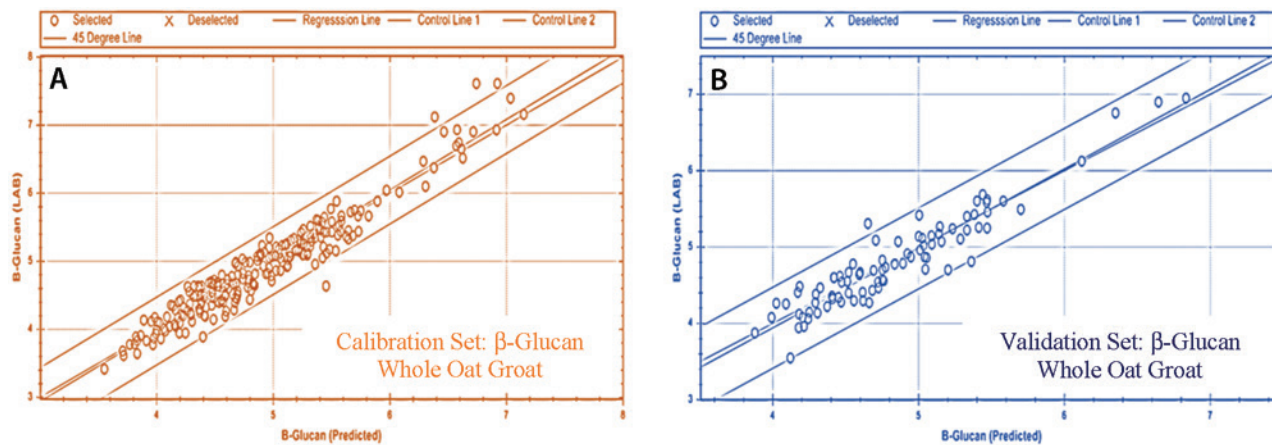 Selected Deselected Regresssion Line Control Line 1 Control Line 2
45 Degree Line
A
8
7
6
5
4
3
B-Glucan (LAB)
Calibration Set: β-Glucan
Whole Oat Groat
4 5 6 7 8
B-Glucan (Predicted)
Selected Deselected Regression Line Control Line 1 Control Line 2
45 Degree Line
B
7
6
5
4
3
B-Glucan (LAB)
Validation Set: β-Glucan
Whole Oat Groat
4 5 6 7
B-Glucan (Predicted)